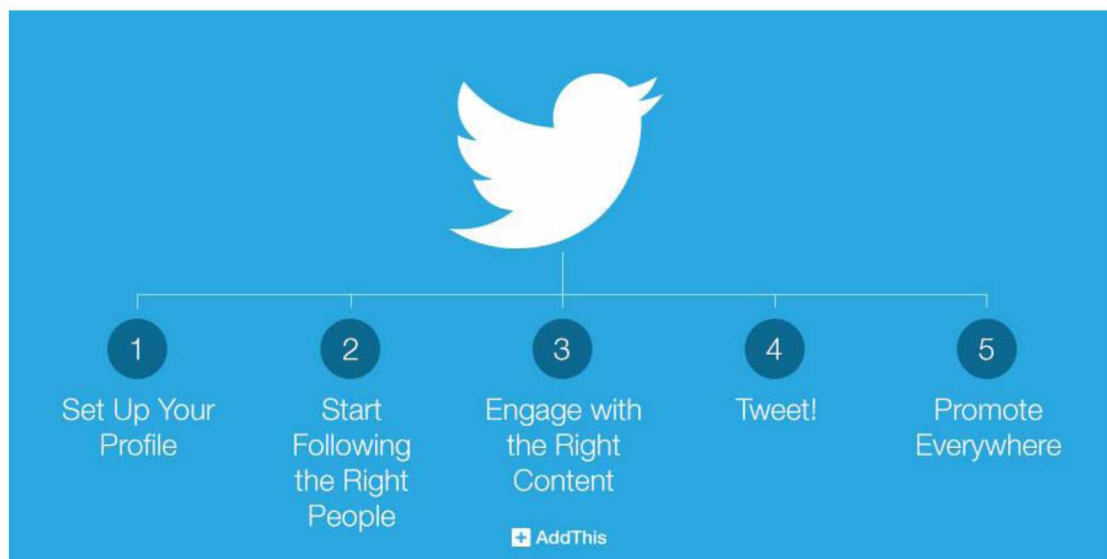 1
Set Up Your
Profile
2
Start
Following
the Right
People
3
Engage with
the Right
Content
4
Tweet!
5
Promote
Everywhere
AddThis